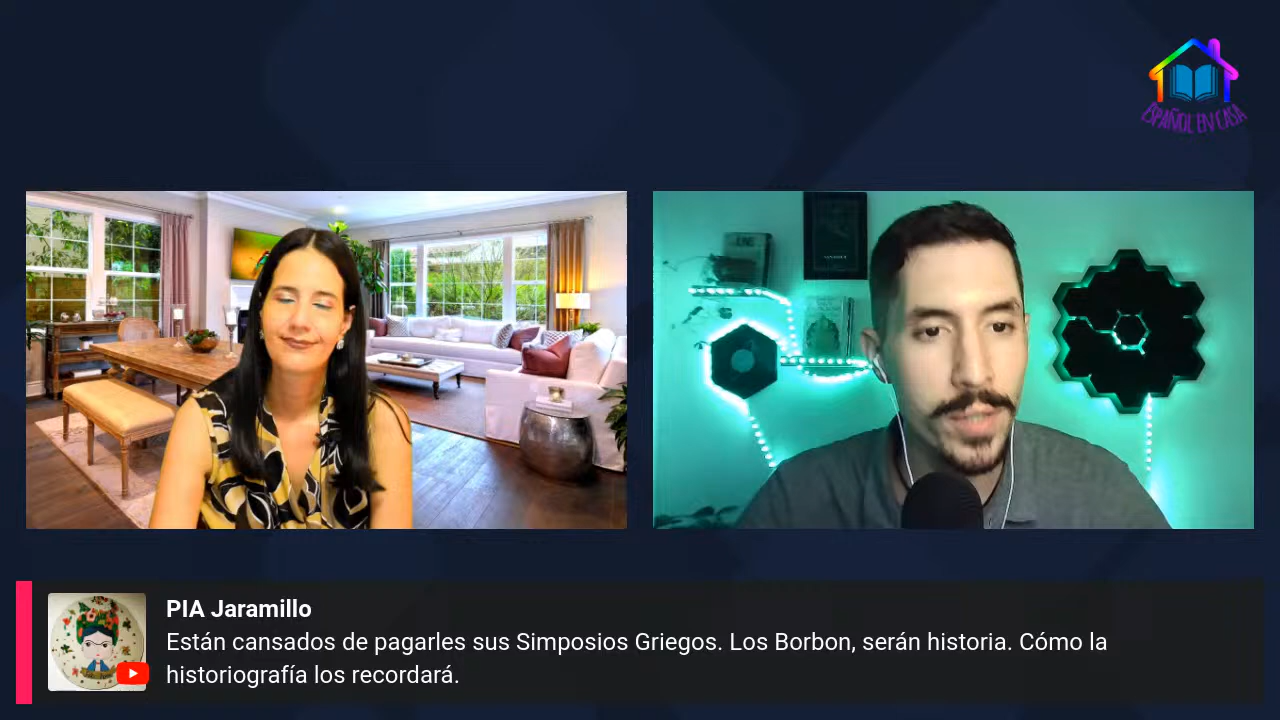 ESPAÑOL EN CASA
PIA Jaramillo
Están cansados de pagarles sus Simposios Griegos. Los Borbon, serán historia. Cómo la
historiografía los recordará.